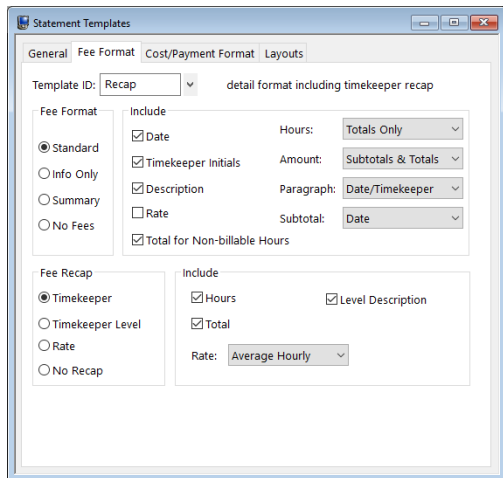 Statement Templates
General Fee Format Cost/Payment Format Layouts
Template ID: Recap detail format including timekeeper recap
Fee Format
Standard
Info Only
Summary
No Fees
Include
Date
Timekeeper Initials
Description
Rate
Total for Non-billable Hours
Hours: Totals Only
Amount: Subtotals & Totals
Paragraph: Date/Timekeeper
Subtotal: Date
Fee Recap
Timekeeper
Timekeeper Level
Rate
No Recap
Include
Hours Level Description
Total
Rate: Average Hourly